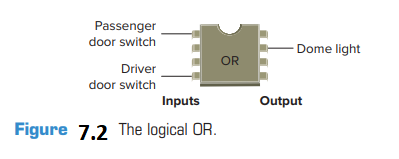 Passenger
door switch
OR
Dome light
Driver
door switch
Inputs
Output
Figure 7.2 The logical OR.